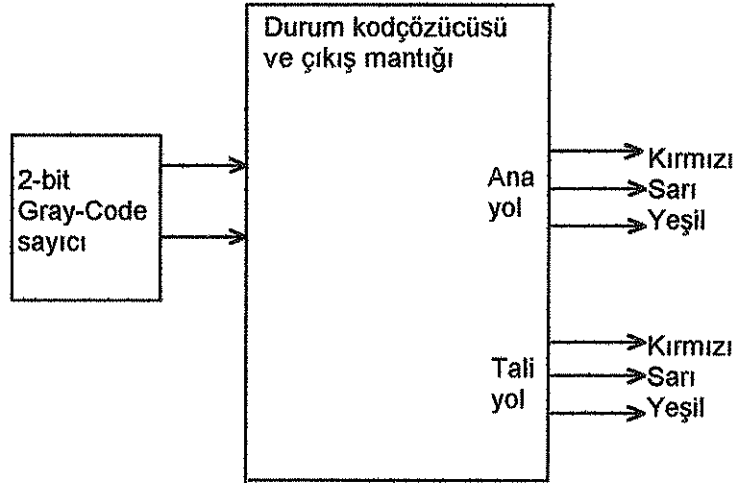 Durum kodçözücüsü
ve çıkış mantığı
2-bit
Gray-Code
sayıcı
Ana
yol
Kırmızı
Sarı
Yeşil
Tali
yol
Kırmızı
Sarı
Yeşil